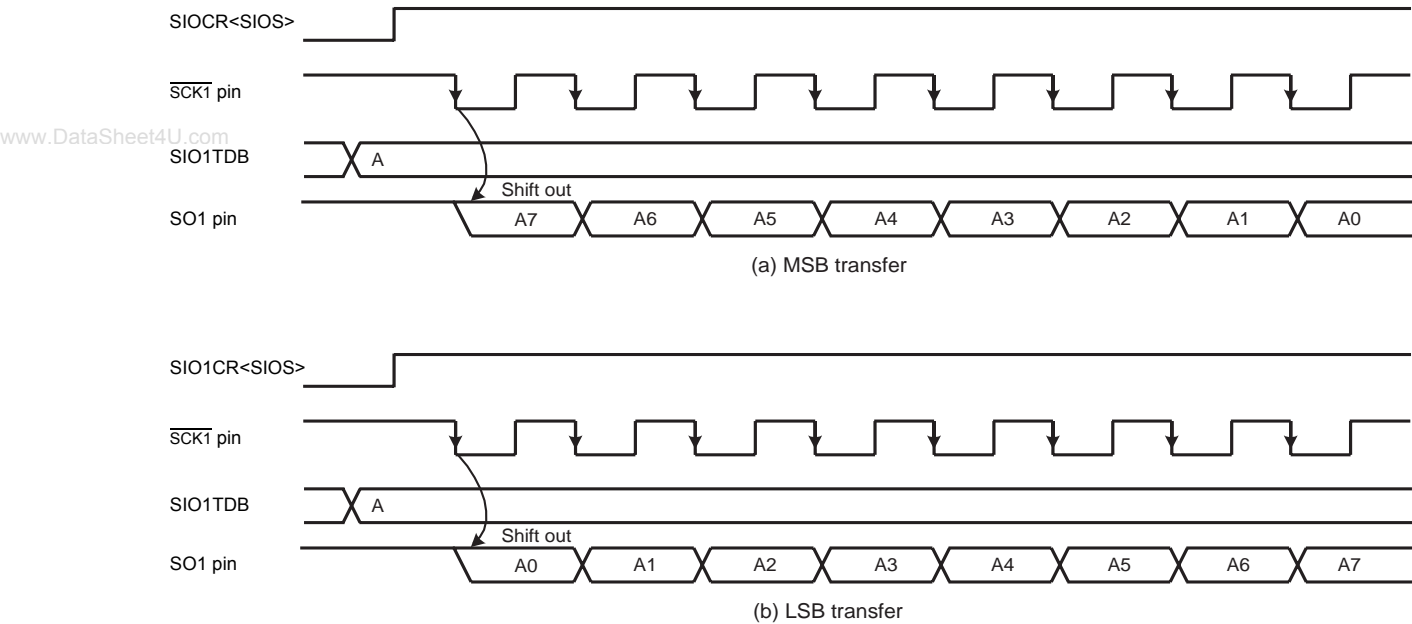 SIOCR<SIOS>
SCK1 pin
www.DataSheet4U.com
SIO1TDB
A
Shift out
SO1 pin
A7 A6 A5 A4 A3 A2 A1 A0
(a) MSB transfer
SIO1CR<SIOS>
SCK1 pin
SIO1TDB
A
Shift out
SO1 pin
A0 A1 A2 A3 A4 A5 A6 A7
(b) LSB transfer